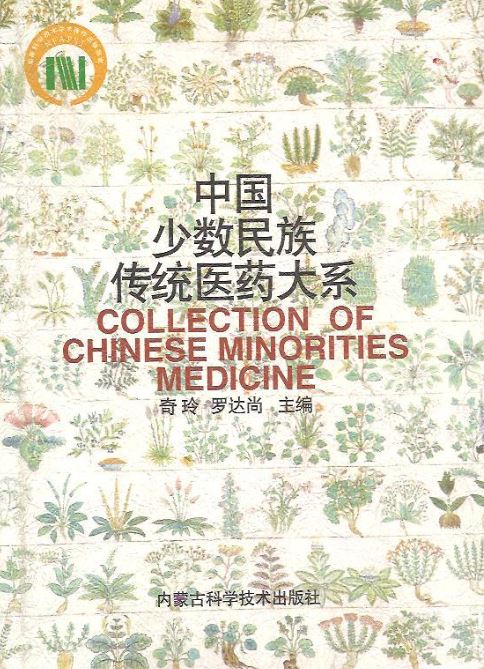 中国
少数民族
传统医药大系
COLLECTION OF
CHINESE MINORITIES
MEDICINE
奇玲 罗达尚 主编
内蒙古科学技术出版社